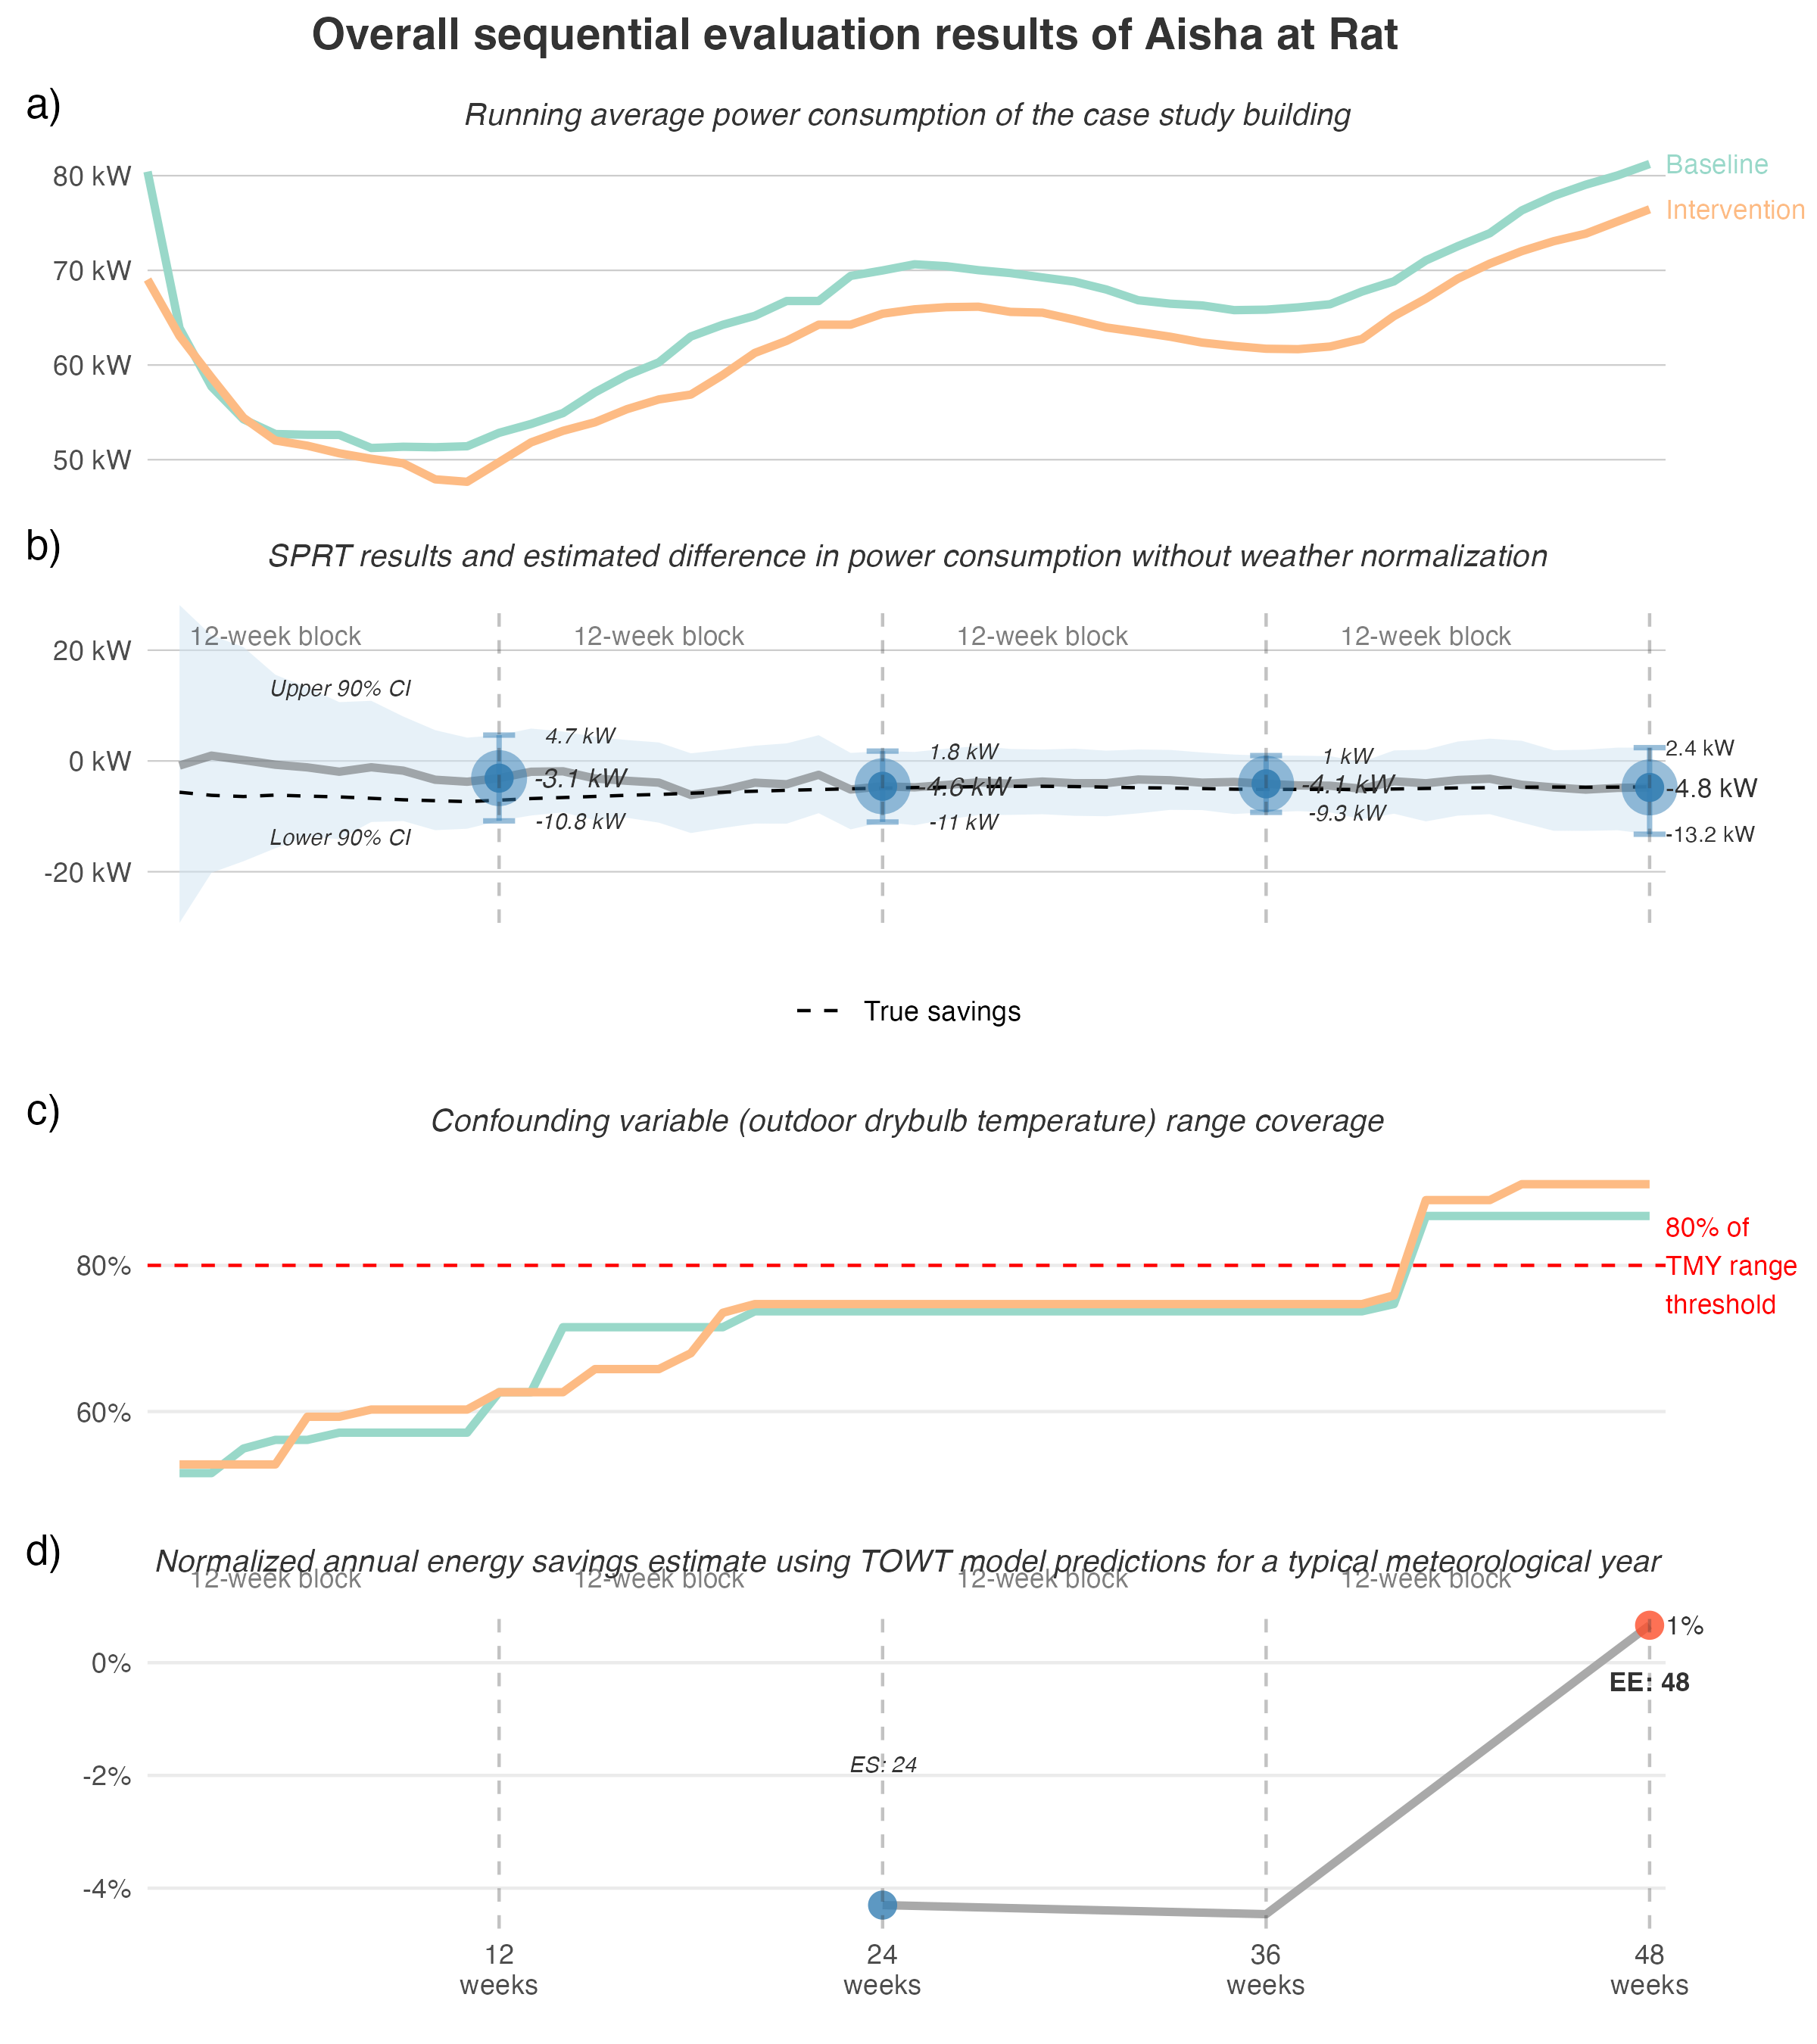 Overall sequential evaluation results of Aisha at Rat
a)
Running average power consumption of the case study building
80 kW
70 kW
60 kW
50 kW
Baseline
Intervention
b)
SPRT results and estimated difference in power consumption without weather normalization
12-week block
12-week block
12-week block
12-week block
20 kW
0 kW
-20 kW
Upper 90% CI
Lower 90% CI
4.7 kW
-3.1 kW
-10.8 kW
1.8 kW
-4.6 kW
-11 kW
1 kW
-4.1 kW
-9.3 kW
2.4 kW
-4.8 kW
-13.2 kW
True savings
c)
Confounding variable (outdoor drybulb temperature) range coverage
80%
60%
80% of
TMY range
threshold
d)
Normalized annual energy savings estimate using TOWT model predictions for a typical meteorological year
12-week block
12-week block
12-week block
12-week block
0%
-2%
-4%
1%
EE: 48
ES: 24
12
weeks
24
weeks
36
weeks
48
weeks